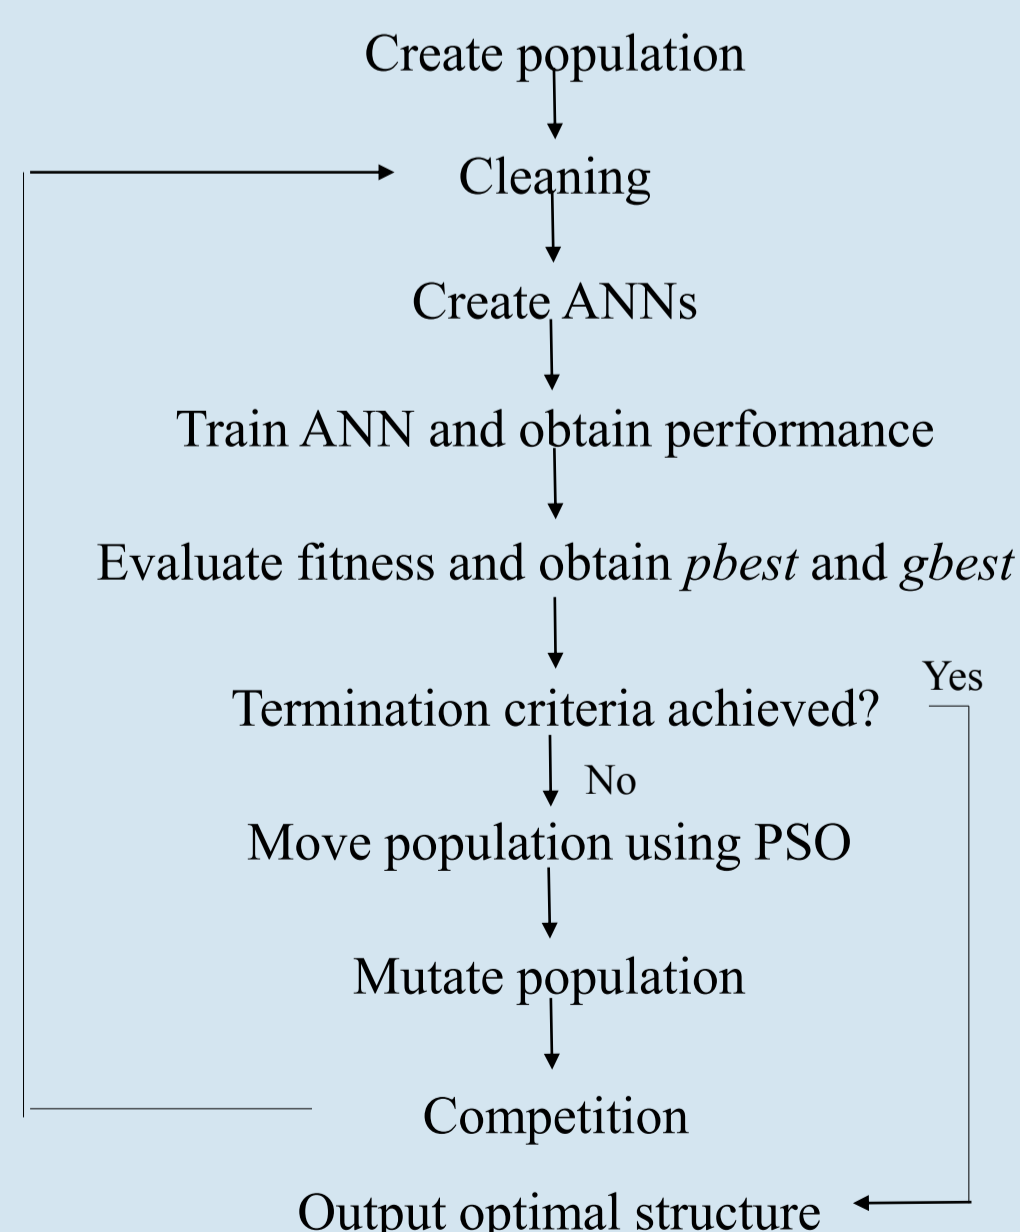 Create population
Cleaning
Create ANNs
Train ANN and obtain performance
Evaluate fitness and obtain pbest and gbest
Yes
Termination criteria achieved?
No
Move population using PSO
Mutate population
Competition
Output optimal structure